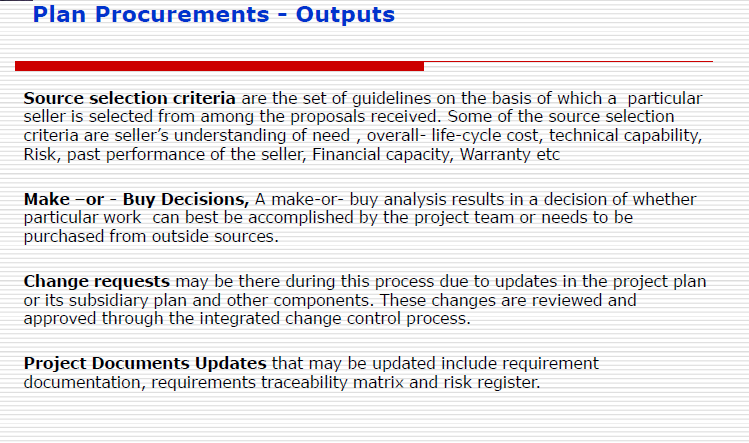 Plan Procurements – Outputs
Source selection criteria are the set of guidelines on the basis of which a particular
seller is selected from among the proposals received. Some of the source selection
criteria are seller’s understanding of need , overall- life-cycle cost, technical capability,
Risk, past performance of the seller, Financial capacity, Warranty etc
Make –or - Buy Decisions, A make-or- buy analysis results in a decision of whether
particular work can best be accomplished by the project team or needs to be
purchased from outside sources.
Change requests may be there during this process due to updates in the project plan
or its subsidiary plan and other components. These changes are reviewed and
approved through the integrated change control process.
Project Documents Updates that may be updated include requirement
documentation, requirements traceability matrix and risk register.